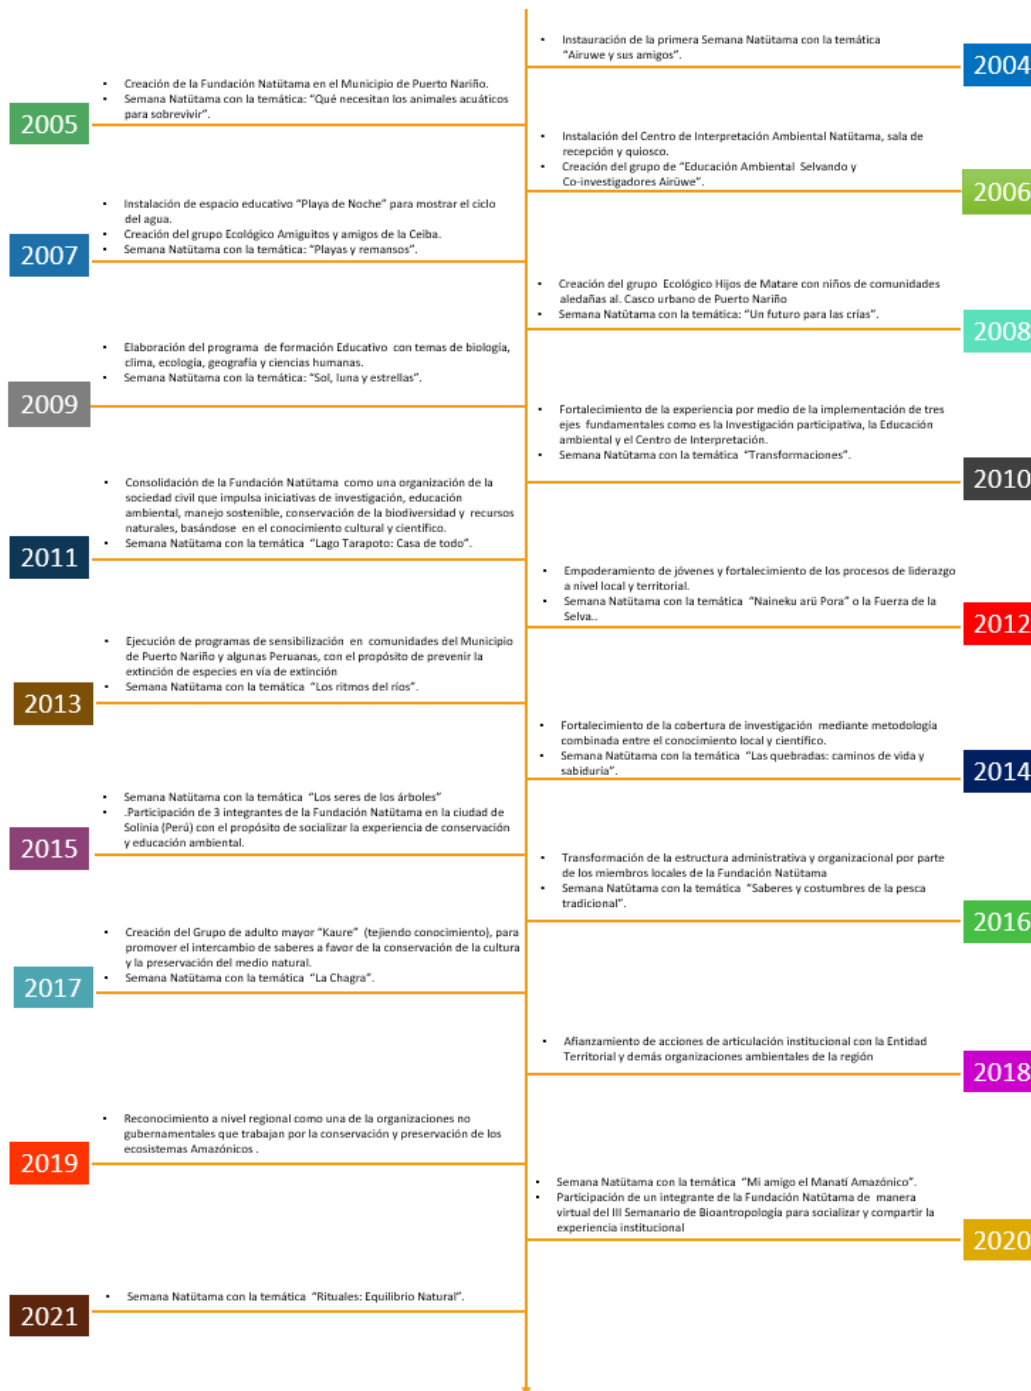 Instauración de la primera Semana Natütama con la temática
“Airuwe y sus amigos”.
2004
Creación de la Fundación Natütama en el Municipio de Puerto Nariño.
Semana Natütama con la temática: “Qué necesitan los animales acuáticos
para sobrevivir”.
2005
Instalación del Centro de Interpretación Ambiental Natütama, sala de
recepción y quiosco.
Creación del grupo de “Educación Ambiental Selvando y
Co-investigadores Airüwe”.
2006
Instalación de espacio educativo “Playa de Noche” para mostrar el ciclo
del agua.
Creación del grupo Ecológico Amiguitos y amigos de la Ceiba.
Semana Natütama con la temática: “Playas y remansos”.
2007
Creación del grupo Ecológico Hijos de Matare con niños de comunidades
aledañas al. Casco urbano de Puerto Nariño
Semana Natütama con la temática: “Un futuro para las crías”.
2008
Elaboración del programa de formación Educativo con temas de biología,
clima, ecología, geografía y ciencias humanas.
Semana Natütama con la temática: “Sol, luna y estrellas”.
2009
Fortalecimiento de la experiencia por medio de la implementación de tres
ejes fundamentales como es la Investigación participativa, la Educación
ambiental y el Centro de Interpretación.
Semana Natütama con la temática “Transformaciones”.
2010
Consolidación de la Fundación Natütama como una organización de la
sociedad civil que impulsa iniciativas de investigación, educación
ambiental, manejo sostenible, conservación de la biodiversidad y recursos
naturales, basándose en el conocimiento cultural y científico.
Semana Natütama con la temática “Lago Tarapoto: Casa de todo”.
2011
Empoderamiento de jóvenes y fortalecimiento de los procesos de liderazgo
a nivel local y territorial.
Semana Natütama con la temática “Naineku arü Pora” o la Fuerza de la
Selva..
2012
Ejecución de programas de sensibilización en comunidades del Municipio
de Puerto Nariño y algunas Peruanas, con el propósito de prevenir la
extinción de especies en vía de extinción
Semana Natütama con la temática “Los ritmos del ríos”.
2013
Fortalecimiento de la cobertura de investigación mediante metodología
combinada entre el conocimiento local y científico.
Semana Natütama con la temática “Las quebradas: caminos de vida y
sabiduría”.
2014
Semana Natütama con la temática “Los seres de los árboles”
.Participación de 3 integrantes de la Fundación Natütama en la ciudad de
Solinia (Perú) con el propósito de socializar la experiencia de conservación
y educación ambiental.
2015
Transformación de la estructura administrativa y organizacional por parte
de los miembros locales de la Fundación Natütama
Semana Natütama con la temática “Saberes y costumbres de la pesca
tradicional”.
2016
Creación del Grupo de adulto mayor “Kaure” (tejiendo conocimiento), para
promover el intercambio de saberes a favor de la conservación de la cultura
y la preservación del medio natural.
Semana Natütama con la temática “La Chagra”.
2017
Afianzamiento de acciones de articulación institucional con la Entidad
Territorial y demás organizaciones ambientales de la región
2018
Reconocimiento a nivel regional como una de la organizaciones no
gubernamentales que trabajan por la conservación y preservación de los
ecosistemas Amazónicos .
2019
Semana Natütama con la temática “Mi amigo el Manatí Amazónico”.
Participación de un integrante de la Fundación Natütama de manera
virtual del III Semanario de Bioantropología para socializar y compartir la
experiencia institucional
2020
Semana Natütama con la temática “Rituales: Equilibrio Natural”.
2021